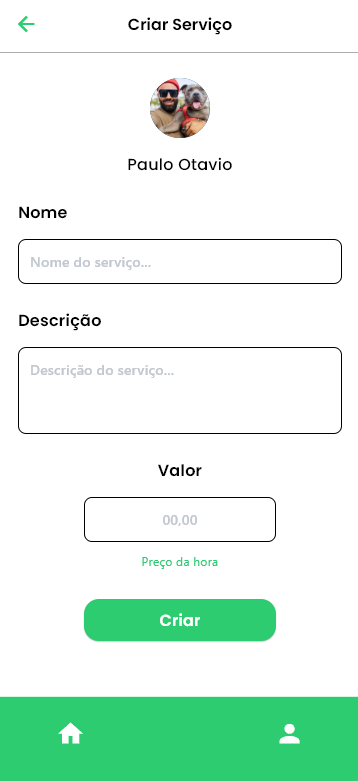 Criar Serviço
Paulo Otavio
Nome
Nome do serviço...
Descrição
Descrição do serviço...
Valor
00,00
Preço da hora
Criar